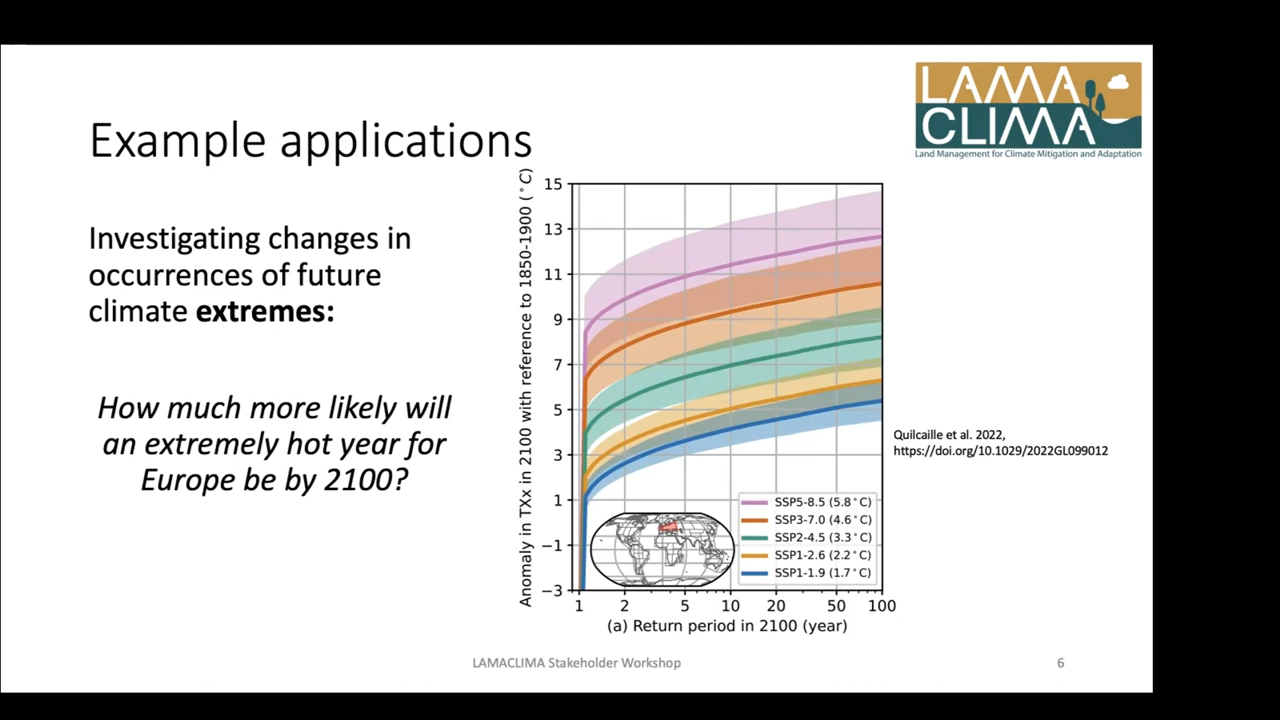 LAMA
CLIMA
Land Management for Climate Mitigation and Adaptation
Example applications
Investigating changes in
occurrences of future
climate extremes:
How much more likely will
an extremely hot year for
Europe be by 2100?
Anomaly in TXx in 2100 with reference to 1850-1900 (°C)
15
13
11
9
7
5
3
1
−1
−3
SSP5-8.5 (5.8°C)
SSP3-7.0 (4.6°C)
SSP2-4.5 (3.3°C)
SSP1-2.6 (2.2°C)
SSP1-1.9 (1.7°C)
1 2 5 10 20 50 100
(a) Return period in 2100 (year)
Quilcaille et al. 2022,
https://doi.org/10.1029/2022GL099012
LAMACLIMA Stakeholder Workshop
6